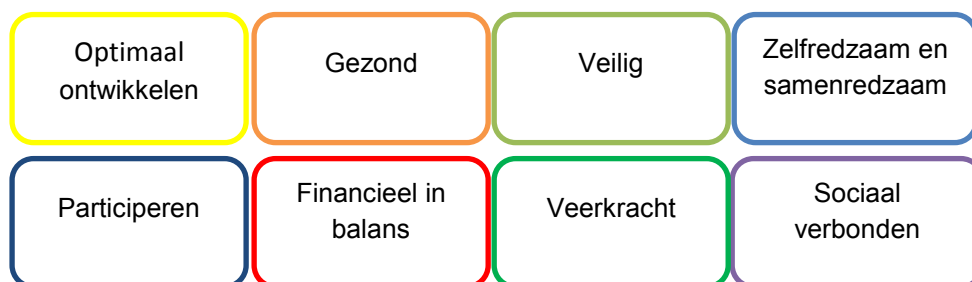 Optimaal
ontwikkelen
Gezond
Veilig
Zelfredzaam en
samenredzaam
Participeren
Financieel in
balans
Veerkracht
Sociaal
verbonden